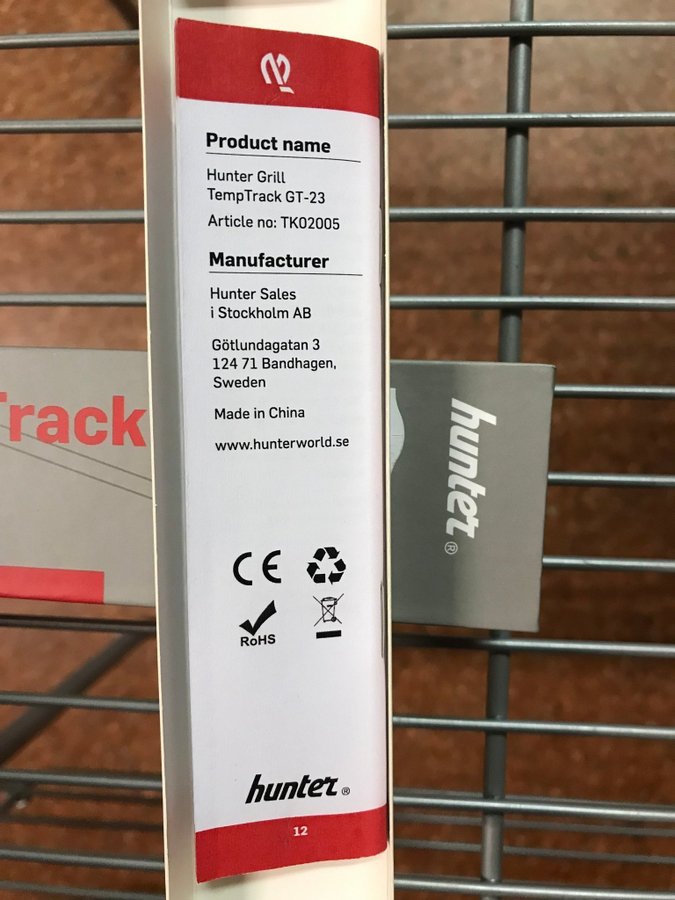 Product name
Hunter Grill
TempTrack GT-23
Article no: TK02005
Manufacturer
Hunter Sales
i Stockholm AB
Götlundagatan 3
124 71 Bandhagen,
Sweden
Made in China
www.hunterworld.se
CE
RoHS
hunter®
12
Track
hunter®